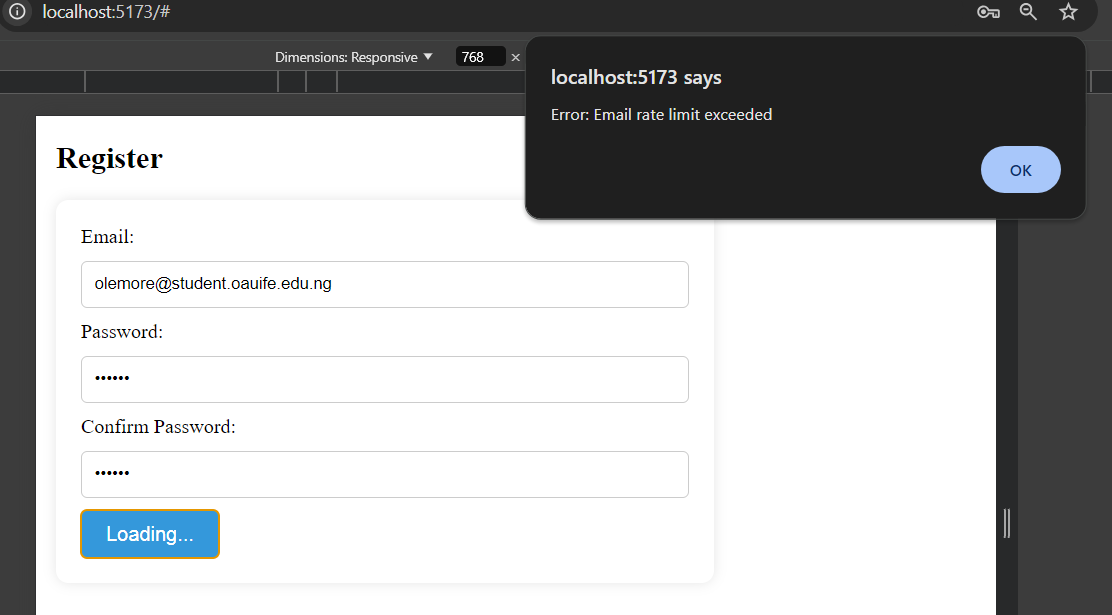 localhost:5173/#
Dimensions: Responsive 768 ×
localhost:5173 says
Error: Email rate limit exceeded
OK
Register
Email:
olemore@student.oauife.edu.ng
Password:
••••••
Confirm Password:
••••••
Loading...